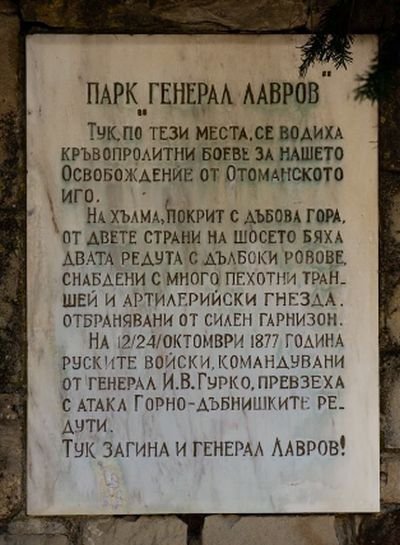 ПАРК „ГЕНЕРАЛ ЛАВРОВ"
ТУК, ПО ТЕЗИ МЕСТА, СЕ ВОДИХА
КРЪВОПРОЛИТНИ БОЕВЕ ЗА НАШЕТО
ОСВОБОЖДЕНИЕ ОТ ОТОМАНСКОТО
ИГО.
НА ХЪЛМА, ПОКРИТ С ДЪБОВА ГОРА,
ОТ ДВЕТЕ СТРАНИ НА ШОСЕТО БЯХА
ДВАТА РЕДУТА С ДЪЛБОКИ РОВОВЕ,
СНАБДЕНИ С МНОГО ПЕХОТНИ ТРАН-
ШЕЙ И АРТИЛЕРИЙСКИ ГНЕЗДА.
ОТБРАНЯВАНИ ОТ СИЛЕН ГАРНИЗОН.
НА 12/24/ОКТОМВРИ 1877 ГОДИНА
РУСКИТЕ ВОЙСКИ, КОМАНДУВАНИ
ОТ ГЕНЕРАЛ И.В.ГУРКО, ПРЕВЗЕХА
С АТАКА ГОРНО-ДЪБНИШКИТЕ РЕ-
ДУТИ.
ТУК ЗАГИНА И ГЕНЕРАЛ ЛАВРОВ!